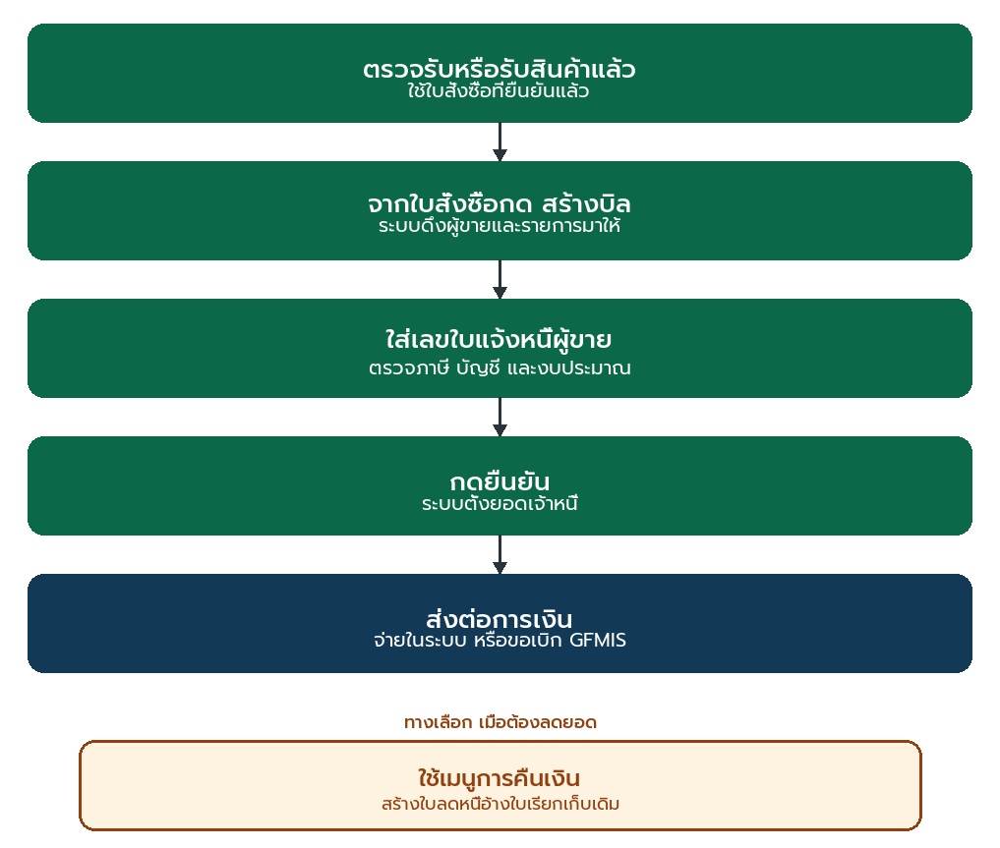 ตรวจรับหรือรับสินค้าแล้ว
ใช้ใบสั่งซื้อที่ยืนยันแล้ว
จากใบสั่งซื้อกด สร้างบิล
ระบบดึงผู้ขายและรายการมาให้
ใส่เลขใบแจ้งหนี้ผู้ขาย
ตรวจภาษี บัญชี และงบประมาณ
กดยืนยัน
ระบบตั้งยอดเจ้าหนี้
ส่งต่อการเงิน
จ่ายในระบบ หรือขอเบิก GFMIS
ทางเลือก เมื่อต้องลดยอด
ใช้เมนูการคืนเงิน
สร้างใบลดหนี้อ้างใบเรียกเก็บเดิม